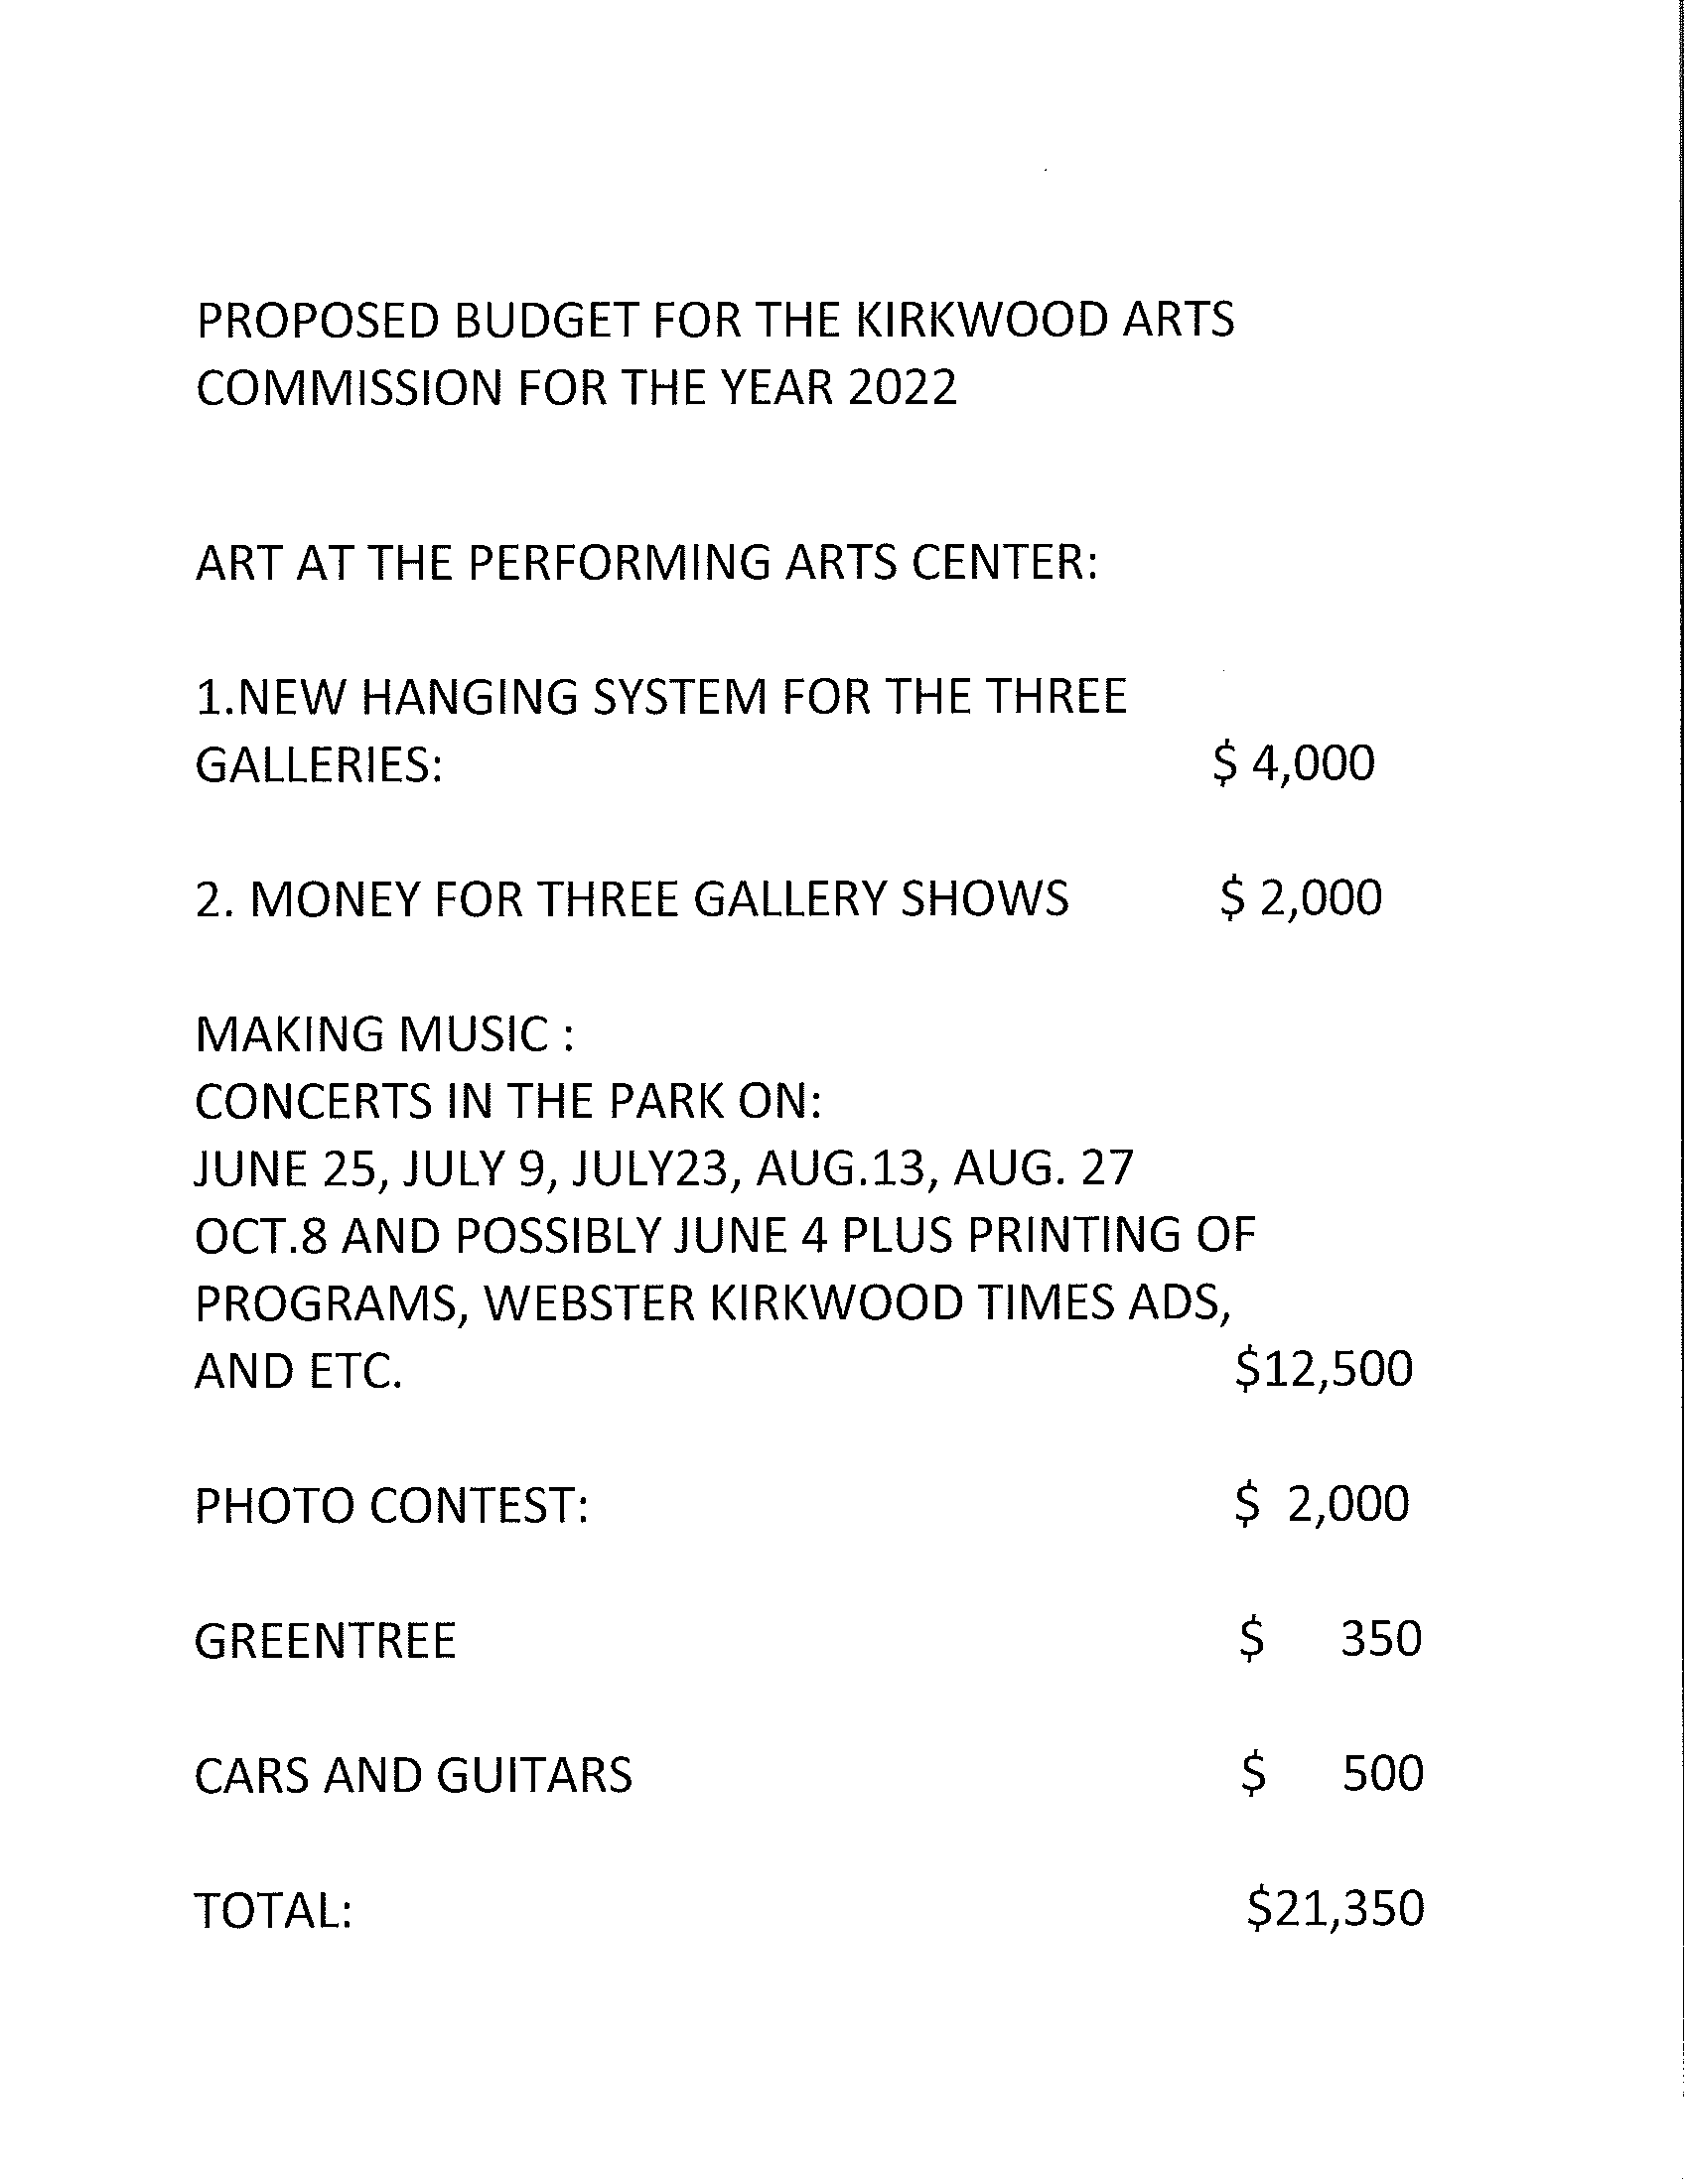 PROPOSED BUDGET FOR THE KIRKWOOD ARTS
COMMISSION FOR THE YEAR 2022
ART AT THE PERFORMING ARTS CENTER:
1.NEW HANGING SYSTEM FOR THE THREE
GALLERIES: $ 4,000
2. MONEY FOR THREE GALLERY SHOWS $ 2,000
MAKING MUSIC :
CONCERTS IN THE PARK ON:
JUNE 25, JULY 9, JULY23, AUG.13, AUG. 27
OCT.8 AND POSSIBLY JUNE 4 PLUS PRINTING OF
PROGRAMS, WEBSTER KIRKWOOD TIMES ADS,
AND ETC. $12,500
PHOTO CONTEST: $ 2,000
GREENTREE $ 350
CARS AND GUITARS $ 500
TOTAL: $21,350